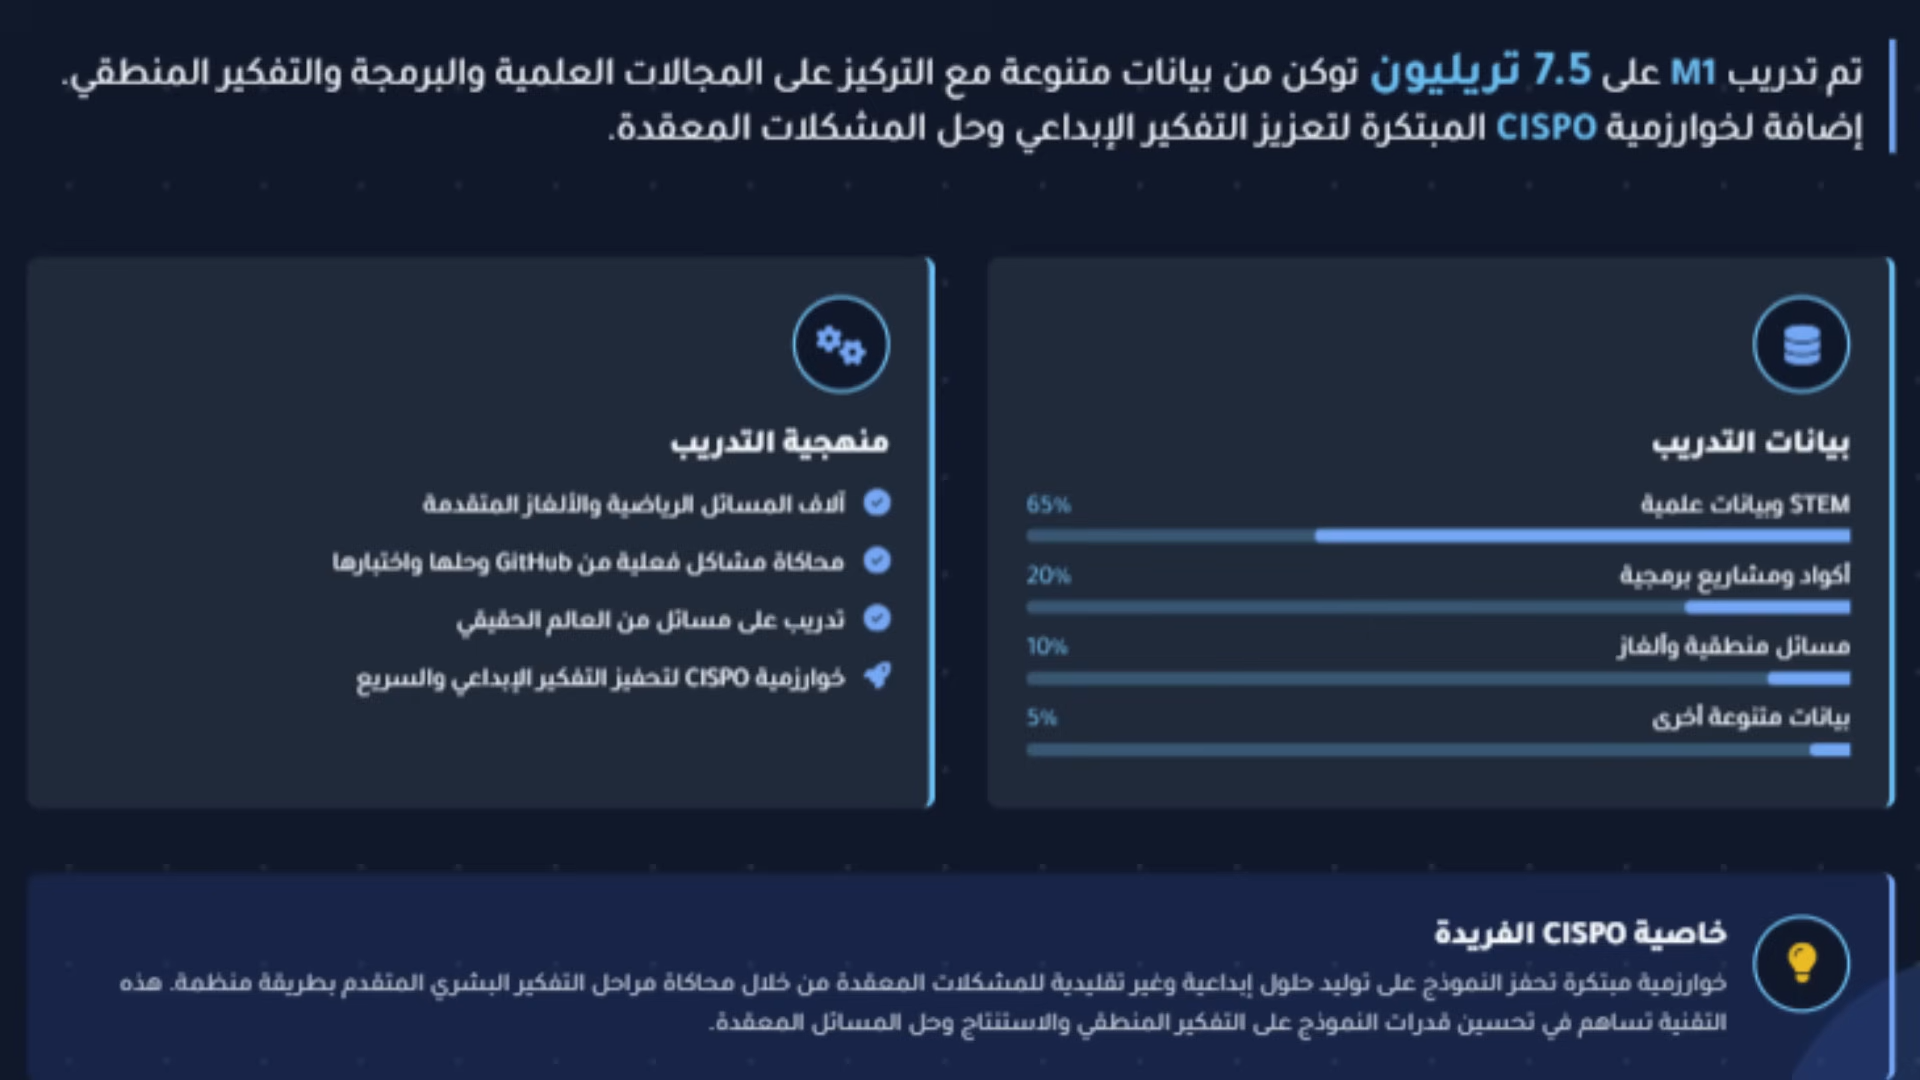 تم تدريب M1 على 7.5 تريليون توكن من بيانات متنوعة مع التركيز على المجالات العلمية والبرمجة والتفكير المنطقي.
إضافة لخوارزمية CISPO المبتكرة لتعزيز التفكير الإبداعي وحل المشكلات المعقدة.
بيانات التدريب
STEM وبيانات علمية 65%
أكواد ومشاريع برمجية 20%
مسائل منطقية وألغاز 10%
بيانات متنوعة أخرى 5%
منهجية التدريب
آلاف المسائل الرياضية والألغاز المتقدمة
محاكاة مشاكل فعلية من GitHub وحلها واختبارها
تدريب على مسائل من العالم الحقيقي
خوارزمية CISPO لتحفيز التفكير الإبداعي والسريع
خاصية CISPO الفريدة
خوارزمية مبتكرة تحفز النموذج على توليد حلول إبداعية وغير تقليدية للمشكلات المعقدة من خلال محاكاة مراحل التفكير البشري المتقدم بطريقة منظمة. هذه
التقنية تساهم في تحسين قدرات النموذج على التفكير المنطقي والاستنتاج وحل المسائل المعقدة.